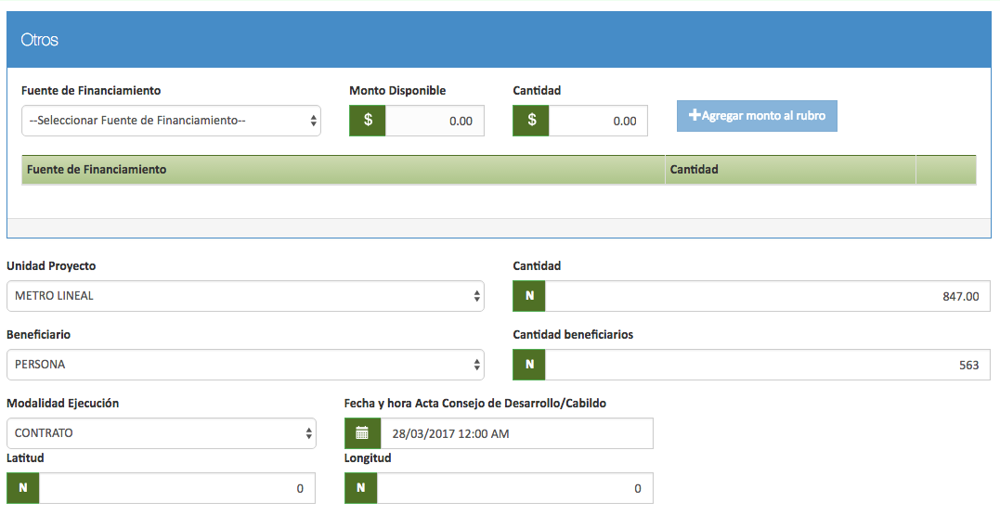 Otros
Fuente de Financiamiento Monto Disponible Cantidad
--Seleccionar Fuente de Financiamiento-- $ 0.00 $ 0.00 +Agregar monto al rubro
Fuente de Financiamiento Cantidad
Unidad Proyecto Cantidad
METRO LINEAL N 847.00
Beneficiario Cantidad beneficiarios
PERSONA N 563
Modalidad Ejecución Fecha y hora Acta Consejo de Desarrollo/Cabildo
CONTRATO 28/03/2017 12:00 AM
Latitud Longitud
N 0 N 0